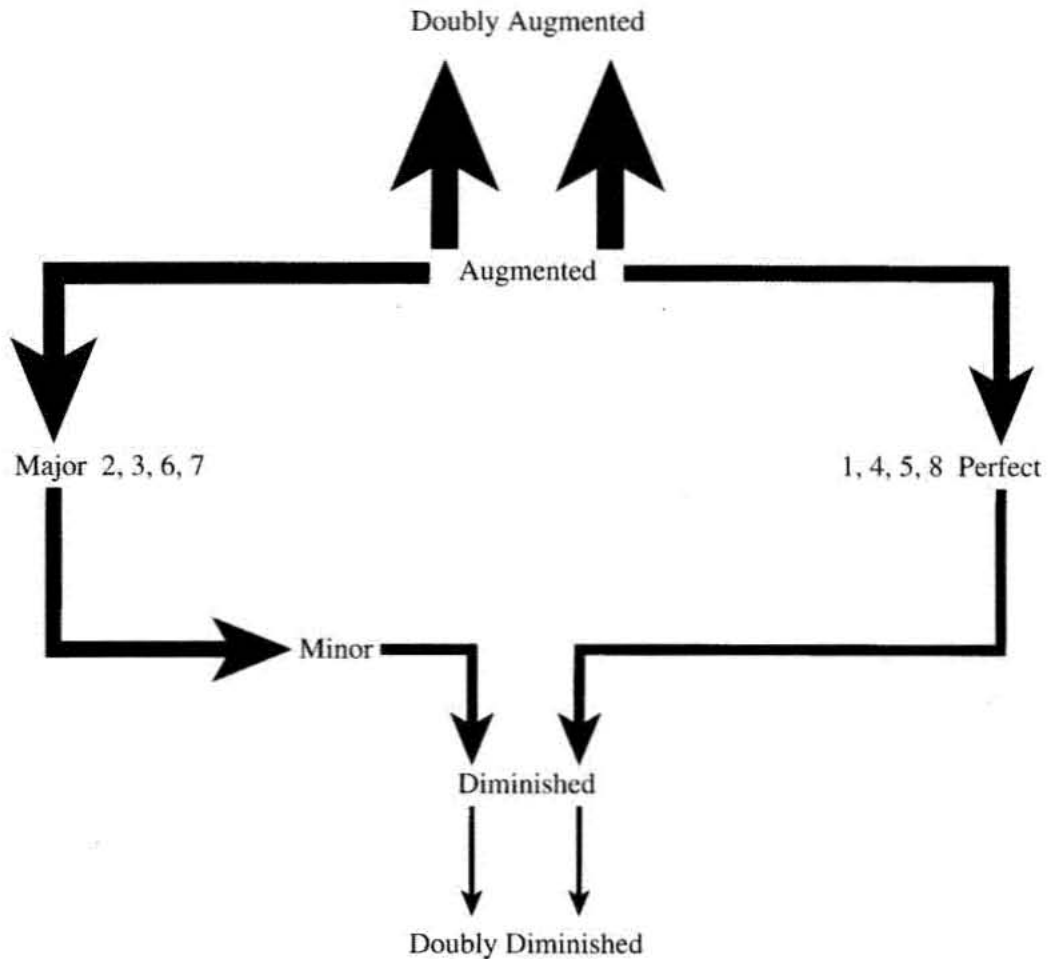 Doubly Augmented
Augmented
Major 2, 3, 6, 7
1, 4, 5, 8 Perfect
Minor
Diminished
Doubly Diminished